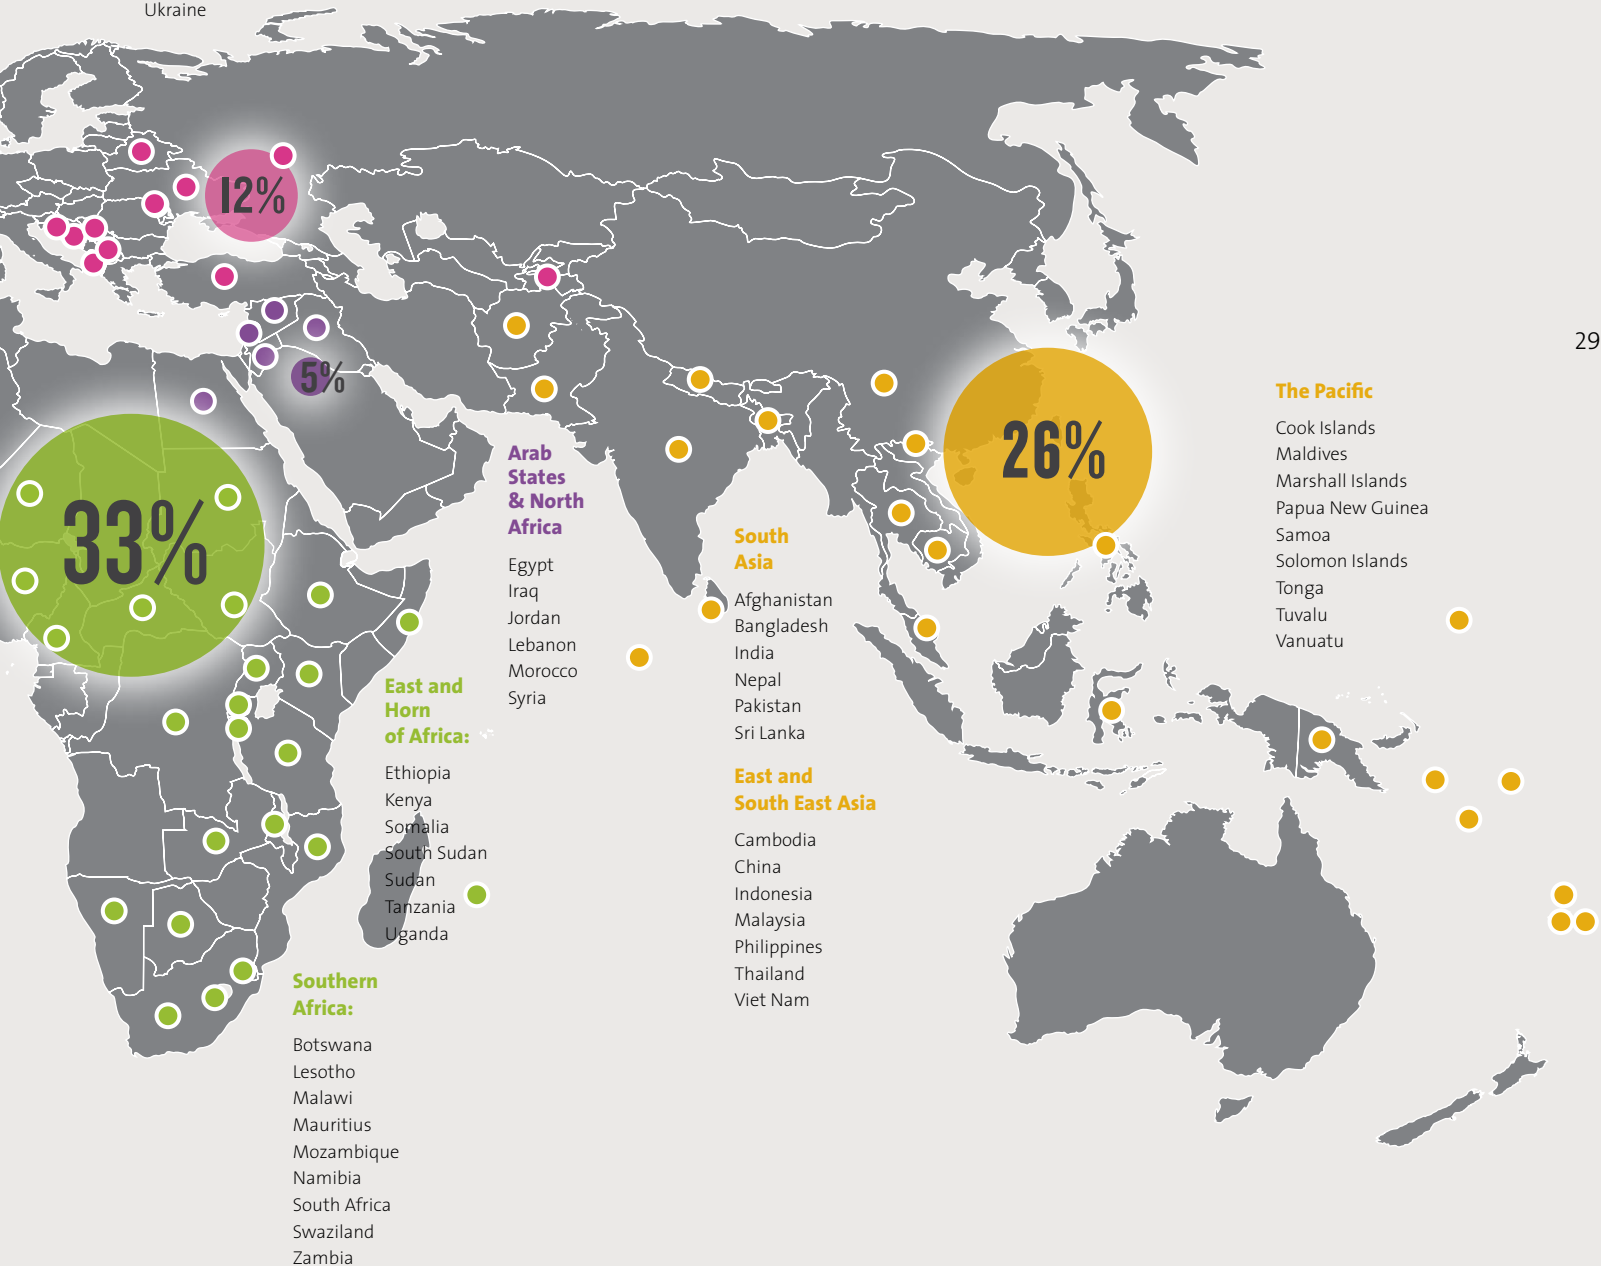 Ukraine
12%
5%
33%
26%
29
Arab
States
& North
Africa
Egypt
Iraq
Jordan
Lebanon
Morocco
Syria
East and
Horn
of Africa:
Ethiopia
Kenya
Somalia
South Sudan
Sudan
Tanzania
Uganda
Southern
Africa:
Botswana
Lesotho
Malawi
Mauritius
Mozambique
Namibia
South Africa
Swaziland
Zambia
South
Asia
Afghanistan
Bangladesh
India
Nepal
Pakistan
Sri Lanka
East and
South East Asia
Cambodia
China
Indonesia
Malaysia
Philippines
Thailand
Viet Nam
The Pacific
Cook Islands
Maldives
Marshall Islands
Papua New Guinea
Samoa
Solomon Islands
Tonga
Tuvalu
Vanuatu